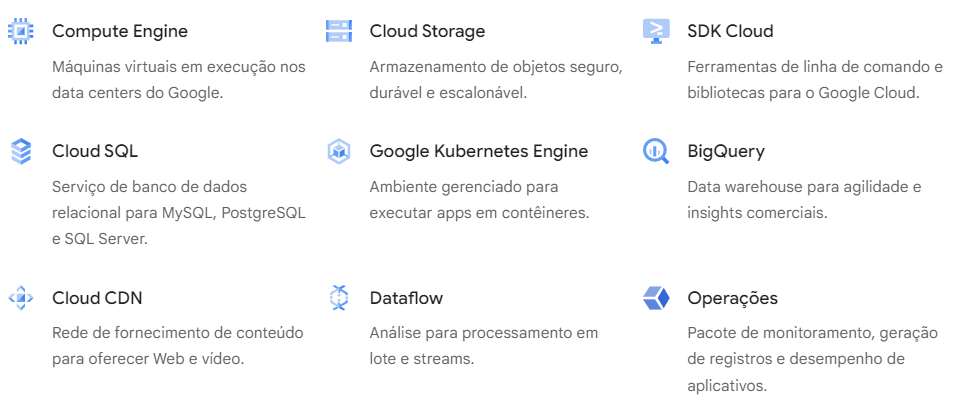 Compute Engine
Máquinas virtuais em execução nos
data centers do Google.
Cloud Storage
Armazenamento de objetos seguro,
durável e escalonável.
SDK Cloud
Ferramentas de linha de comando e
bibliotecas para o Google Cloud.
Cloud SQL
Serviço de banco de dados
relacional para MySQL, PostgreSQL
e SQL Server.
Google Kubernetes Engine
Ambiente gerenciado para
executar apps em contêineres.
BigQuery
Data warehouse para agilidade e
insights comerciais.
Cloud CDN
Rede de fornecimento de conteúdo
para oferecer Web e vídeo.
Dataflow
Análise para processamento em
lote e streams.
Operações
Pacote de monitoramento, geração
de registros e desempenho de
aplicativos.